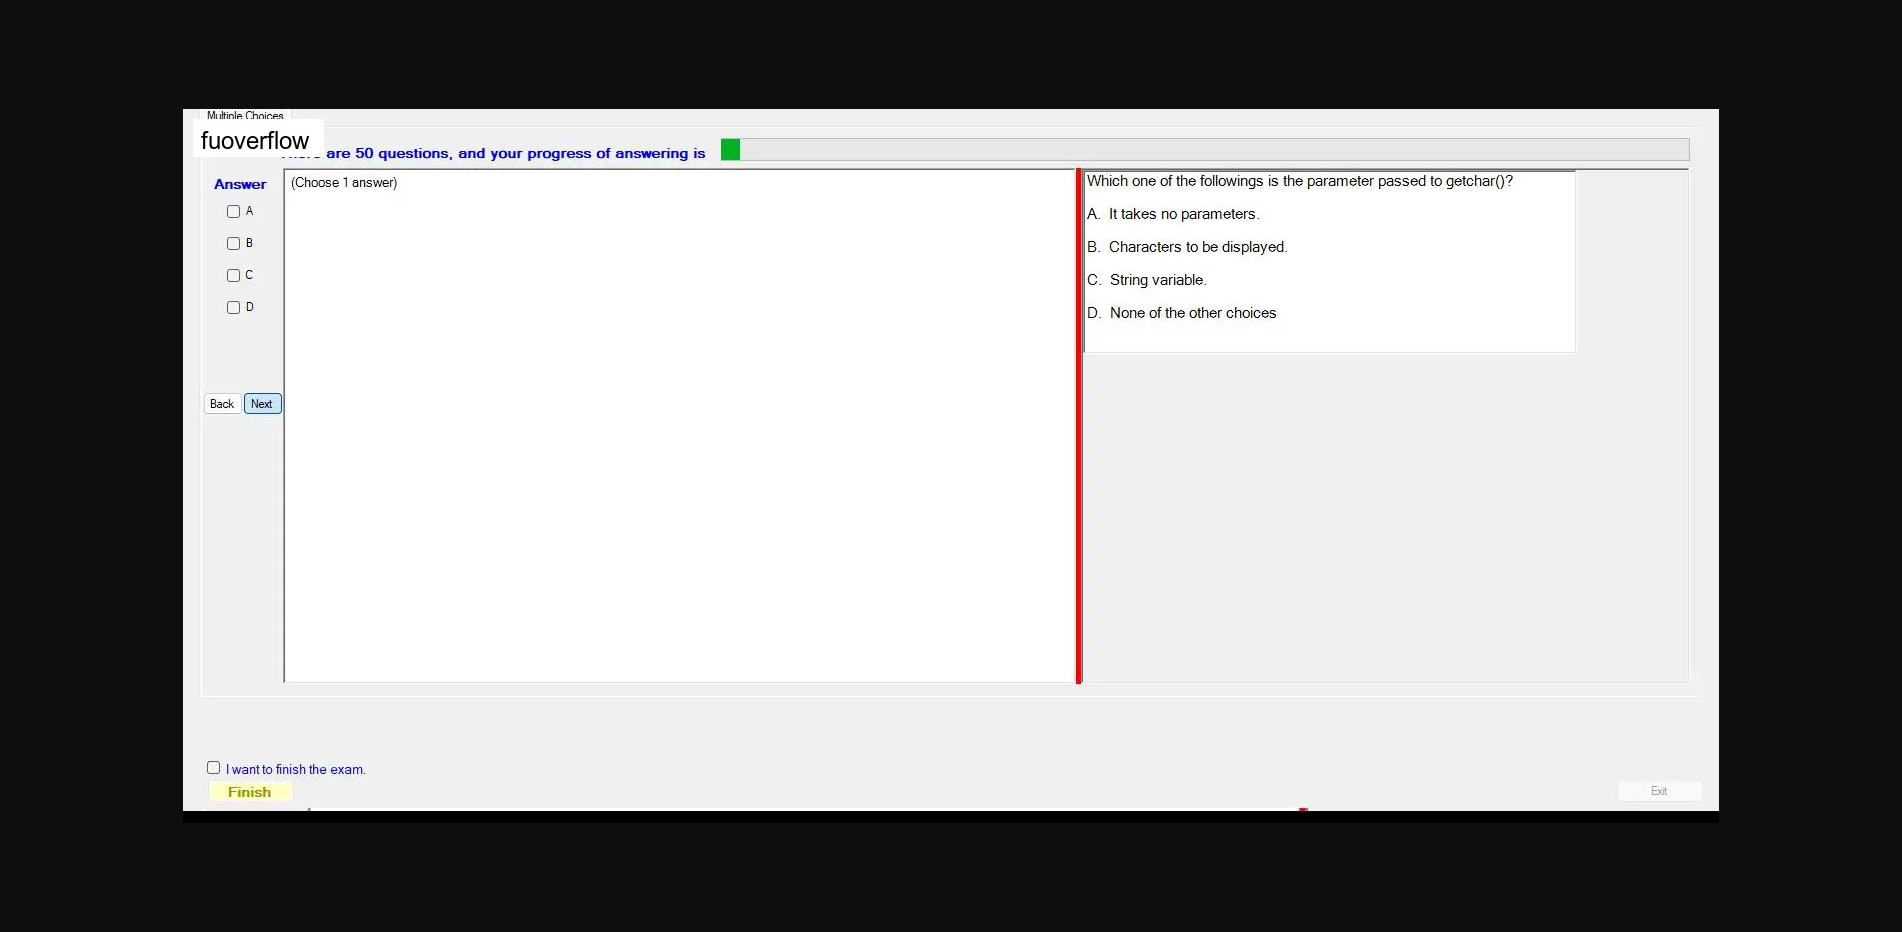 Multiple Choices
fuoverflow
are 50 questions, and your progress of answering is
Answer
(Choose 1 answer)
A
B
C
D
Back
Next
Which one of the followings is the parameter passed to getchar()?
A. It takes no parameters.
B. Characters to be displayed.
C. String variable.
D. None of the other choices
I want to finish the exam.
Finish
Exit